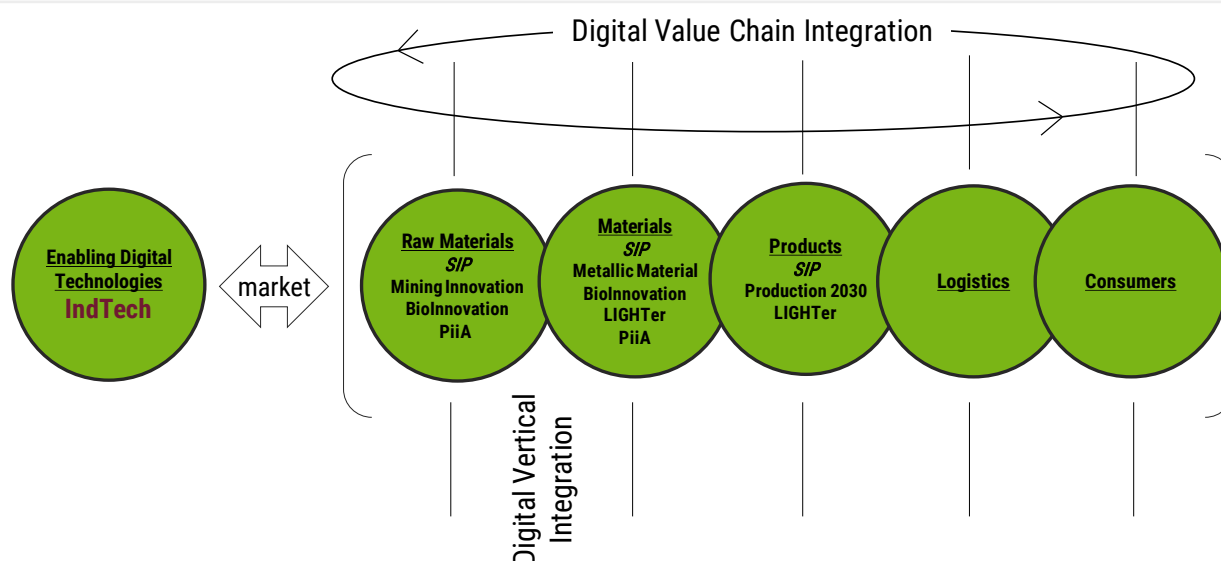 Digital Value Chain Integration
Enabling Digital
Technologies
IndTech
market
Raw Materials
SIP
Mining Innovation
BioInnovation
PiiA
Materials
SIP
Metallic Material
BioInnovation
LIGHTer
PiiA
Products
SIP
Production 2030
LIGHTer
Logistics
Consumers
Digital Vertical
Integration